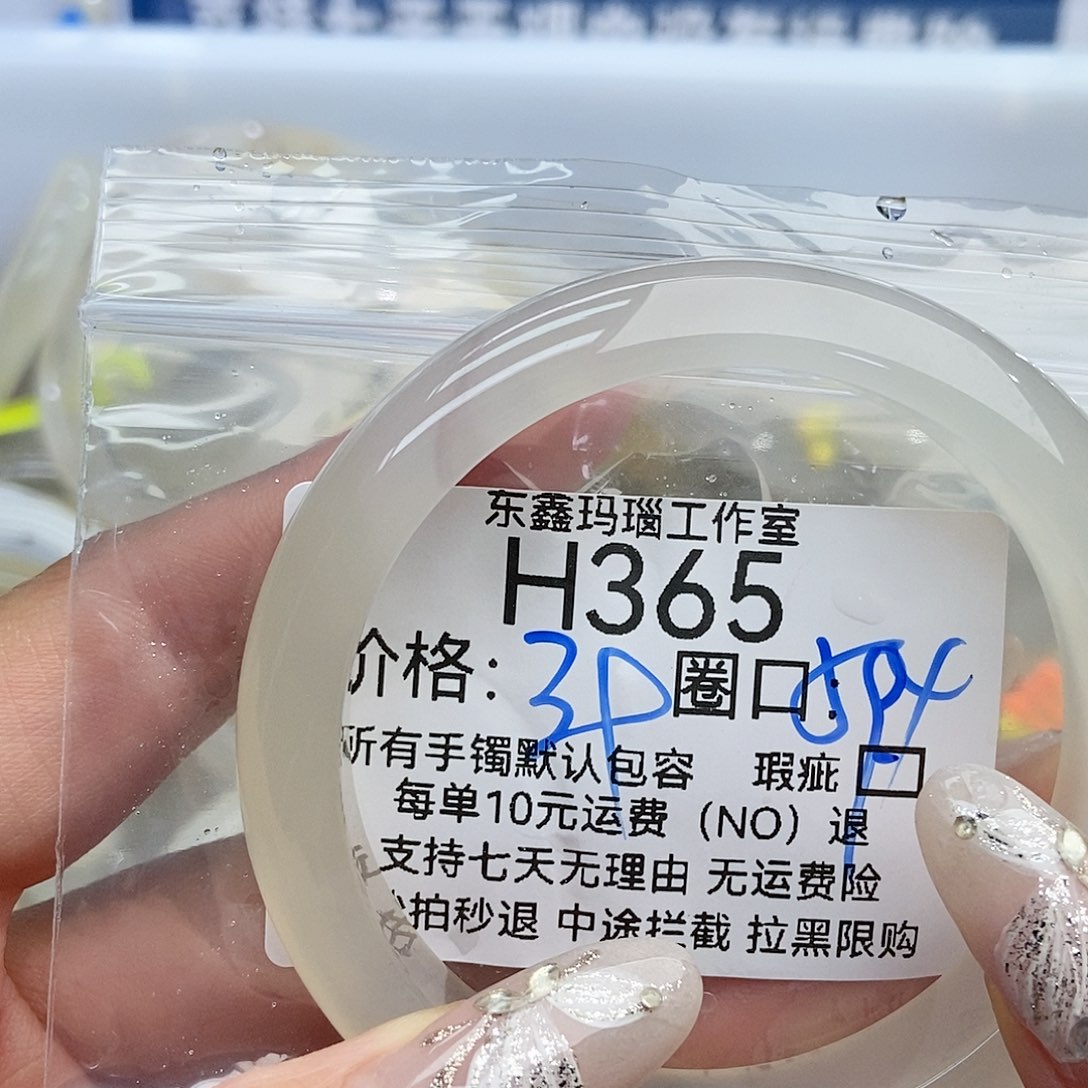 东鑫玛瑙工作室
H365
价格: 圈口:
所有手镯默认包容 瑕疵
每单10元运费（NO）退
支持七天无理由 无运费险
拍秒退 中途拦截 拉黑限购